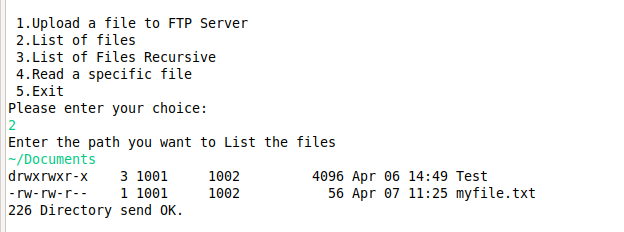 1.Upload a file to FTP Server
2.List of files
3.List of Files Recursive
4.Read a specific file
5.Exit
Please enter your choice:
2
Enter the path you want to List the files
~/Documents
drwxrwxr-x    3 1001     1002         4096 Apr 06 14:49 Test
-rw-rw-r--    1 1001     1002           56 Apr 07 11:25 myfile.txt
226 Directory send OK.